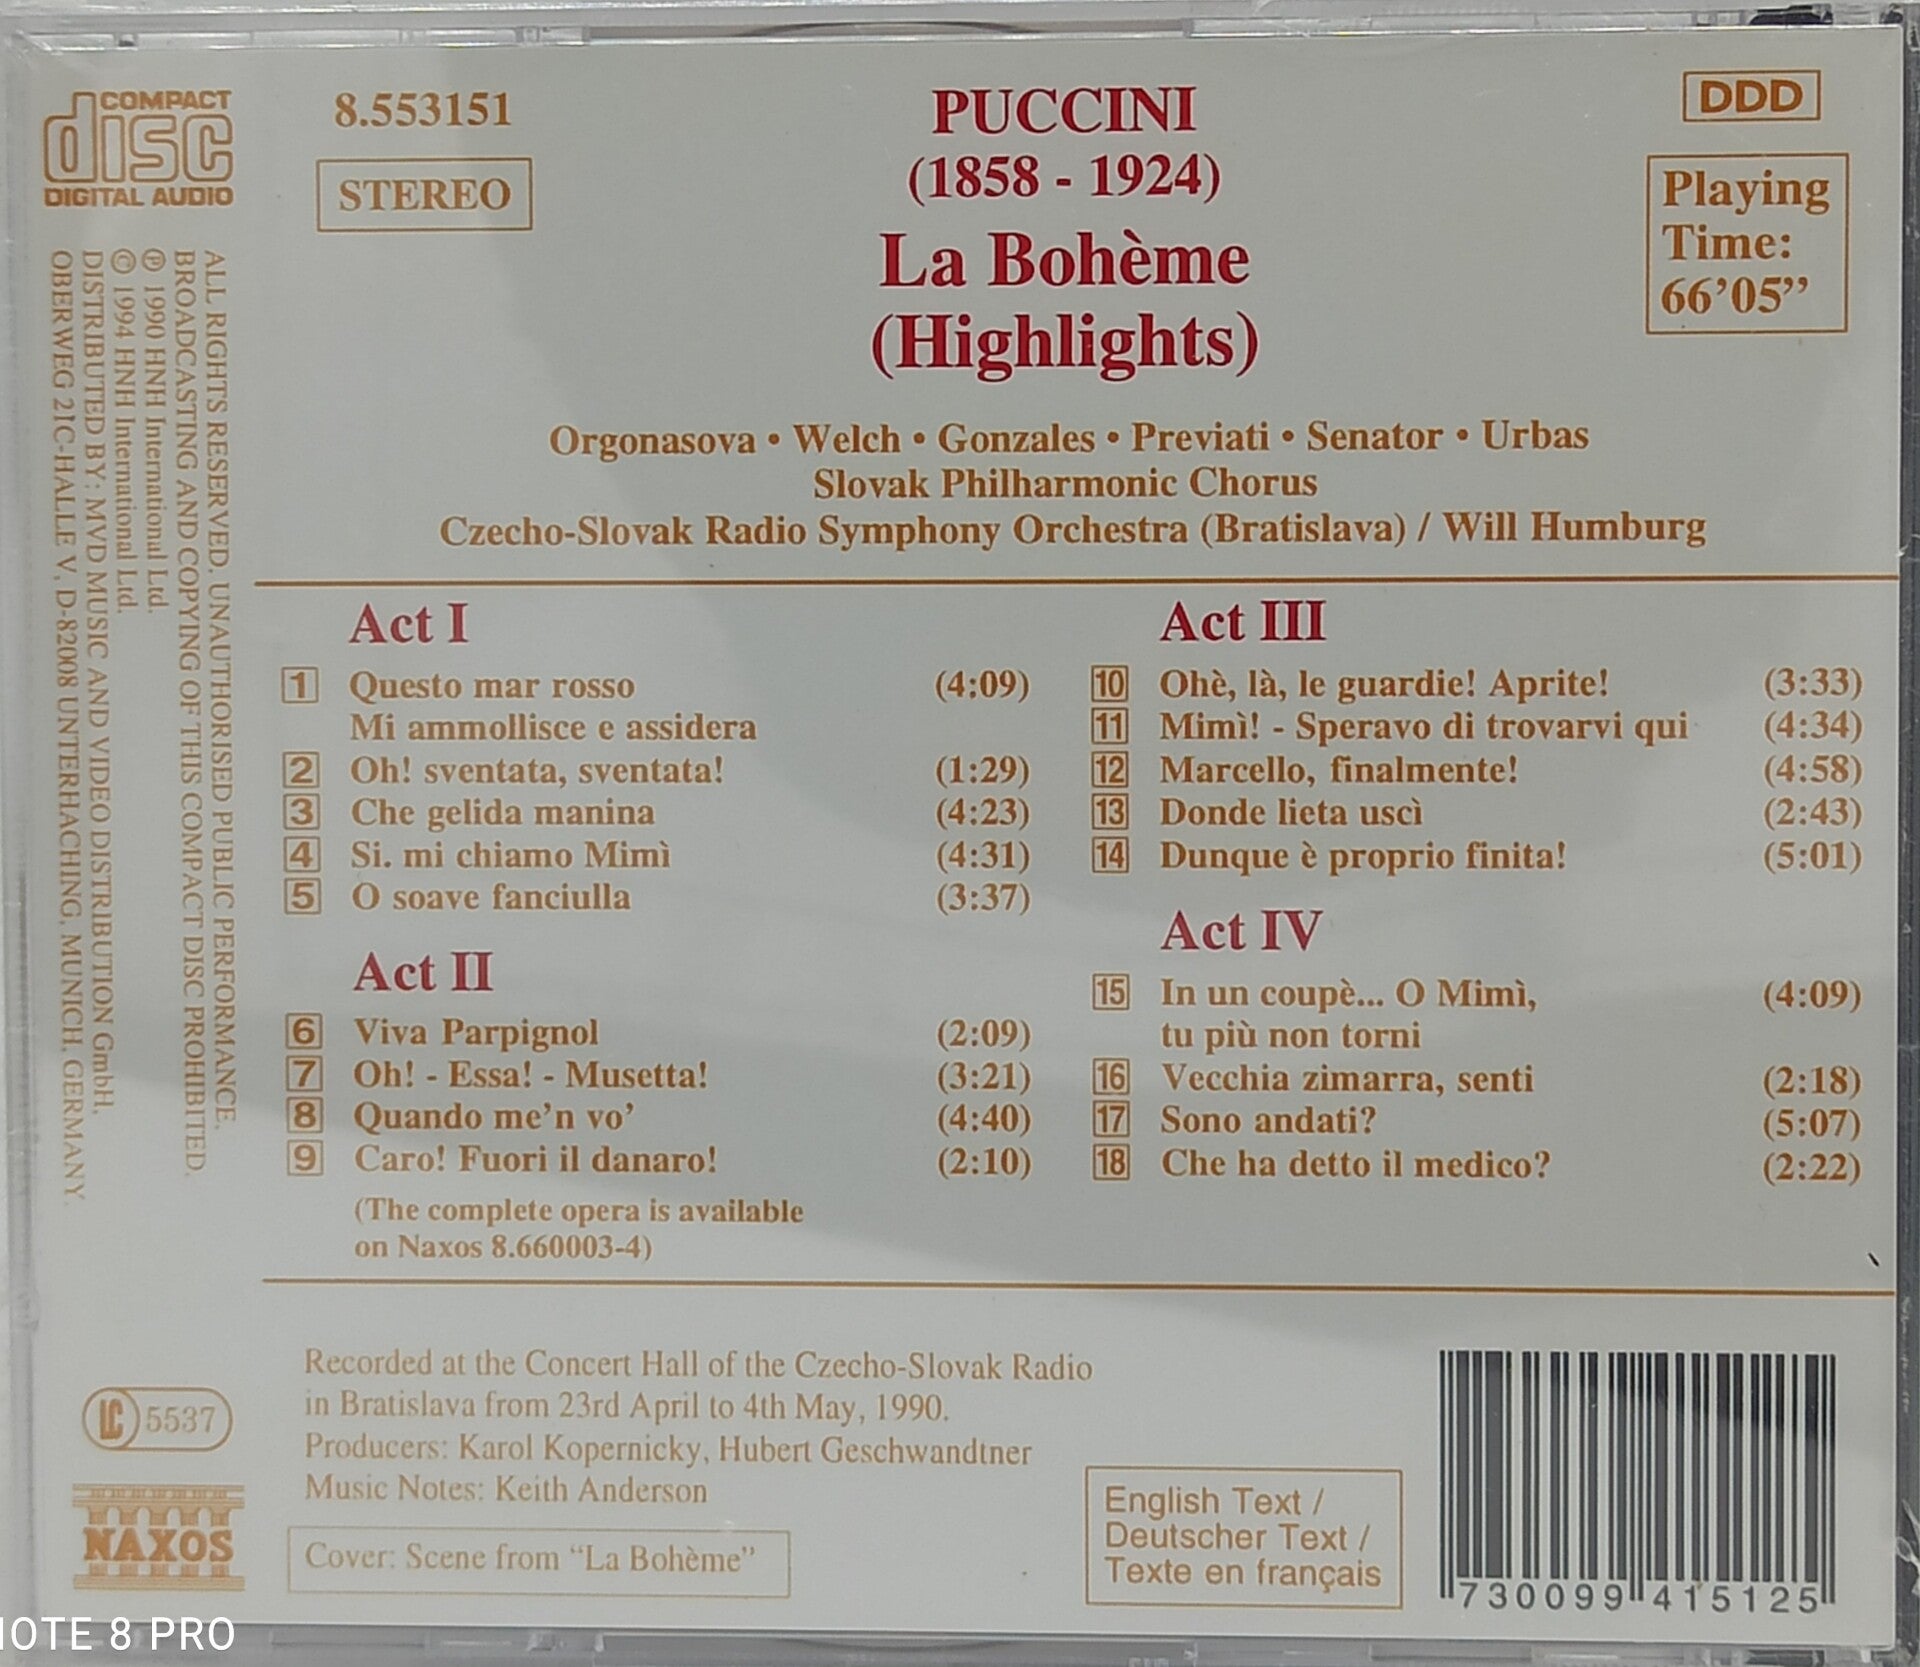 COMPACT
disc
DIGITAL AUDIO
8.553151
STEREO
PUCCINI
(1858 - 1924)
La Bohème
(Highlights)
DDD
Playing
Time:
66’05”
Orgonasova • Welch • Gonzales • Previati • Senator • Urbas
Slovak Philharmonic Chorus
Czecho-Slovak Radio Symphony Orchestra (Bratislava) / Will Humburg
ALL RIGHTS RESERVED. UNAUTHORISED PUBLIC PERFORMANCE,
BROADCASTING AND COPYING OF THIS COMPACT DISC PROHIBITED.
℗ 1990 HNH International Ltd.
© 1994 HNH International Ltd.
DISTRIBUTED BY: MVD MUSIC AND VIDEO DISTRIBUTION GmbH,
OBERWEG 21C-HALLE V, D-82008 UNTERHACHING, MUNICH, GERMANY.
Act I
1 Questo mar rosso (4:09)
Mi ammollisce e assidera
2 Oh! sventata, sventata! (1:29)
3 Che gelida manina (4:23)
4 Si. mi chiamo Mimì (4:31)
5 O soave fanciulla (3:37)
Act II
6 Viva Parpignol (2:09)
7 Oh! - Essa! - Musetta! (3:21)
8 Quando me’n vo’ (4:40)
9 Caro! Fuori il danaro! (2:10)
(The complete opera is available
on Naxos 8.660003-4)
Act III
10 Ohè, là, le guardie! Aprite! (3:33)
11 Mimì! - Speravo di trovarvi qui (4:34)
12 Marcello, finalmente! (4:58)
13 Donde lieta uscì (2:43)
14 Dunque è proprio finita! (5:01)
Act IV
15 In un coupè... O Mimì, (4:09)
tu più non torni
16 Vecchia zimarra, senti (2:18)
17 Sono andati? (5:07)
18 Che ha detto il medico? (2:22)
Recorded at the Concert Hall of the Czecho-Slovak Radio
in Bratislava from 23rd April to 4th May, 1990.
Producers: Karol Kopernicky, Hubert Geschwandtner
Music Notes: Keith Anderson
Cover: Scene from “La Bohème”
LC 5537
NAXOS
English Text /
Deutscher Text /
Texte en français
730099 415125
NOTE 8 PRO